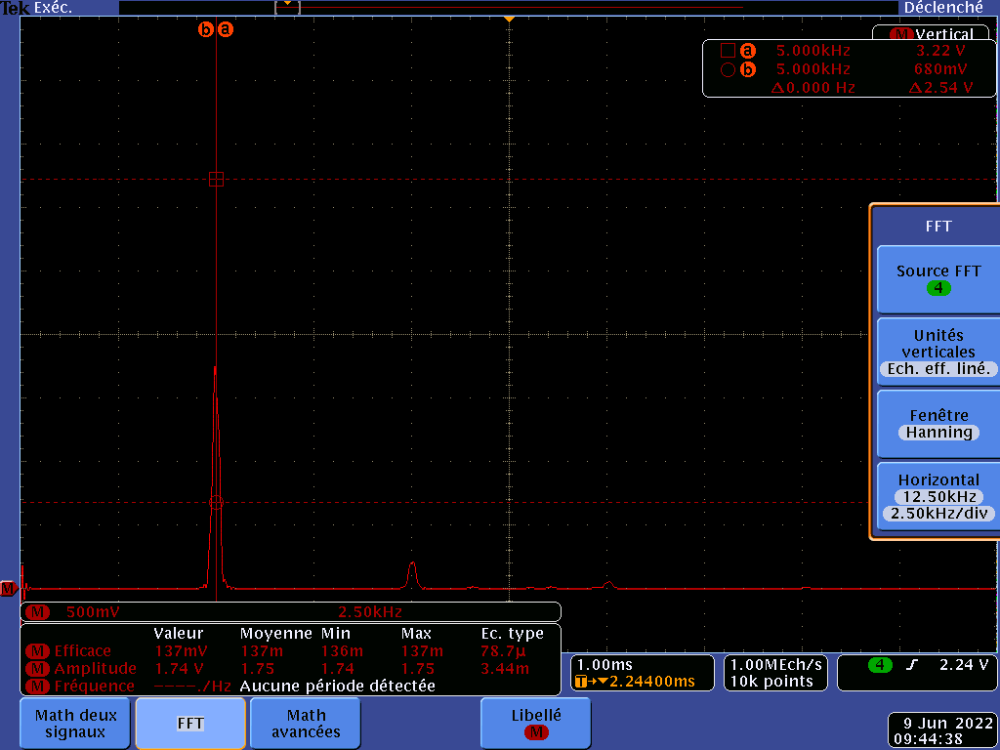 Tek Exéc. Déclenché
b a
M Vertical
a 5.000kHz 3.22 V
b 5.000kHz 680mV
Δ0.000 Hz Δ2.54 V
FFT
Source FFT
4
Unités
verticales
Ech. eff. liné.
Fenêtre
Hanning
Horizontal
12.50kHz
2.50kHz/div
M
M 500mV 2.50kHz
Valeur Moyenne Min Max Ec. type
M Efficace 137mV 137m 136m 137m 78.7µ
M Amplitude 1.74 V 1.75 1.74 1.75 3.44m
M Fréquence ----./Hz Aucune période détectée
1.00ms
T→▼2.24400ms
1.00MEch/s
10k points
4 2.24 V
Math deux
signaux
FFT
Math
avancées
Libellé
M
9 Jun 2022
09:44:38